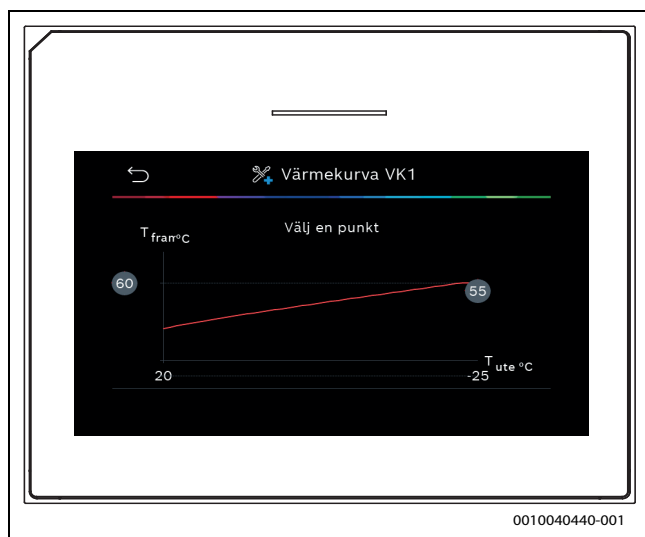 Värmekurva VK1
Välj en punkt
T fram°C
60
55
T ute °C
20
-25
0010040440-001